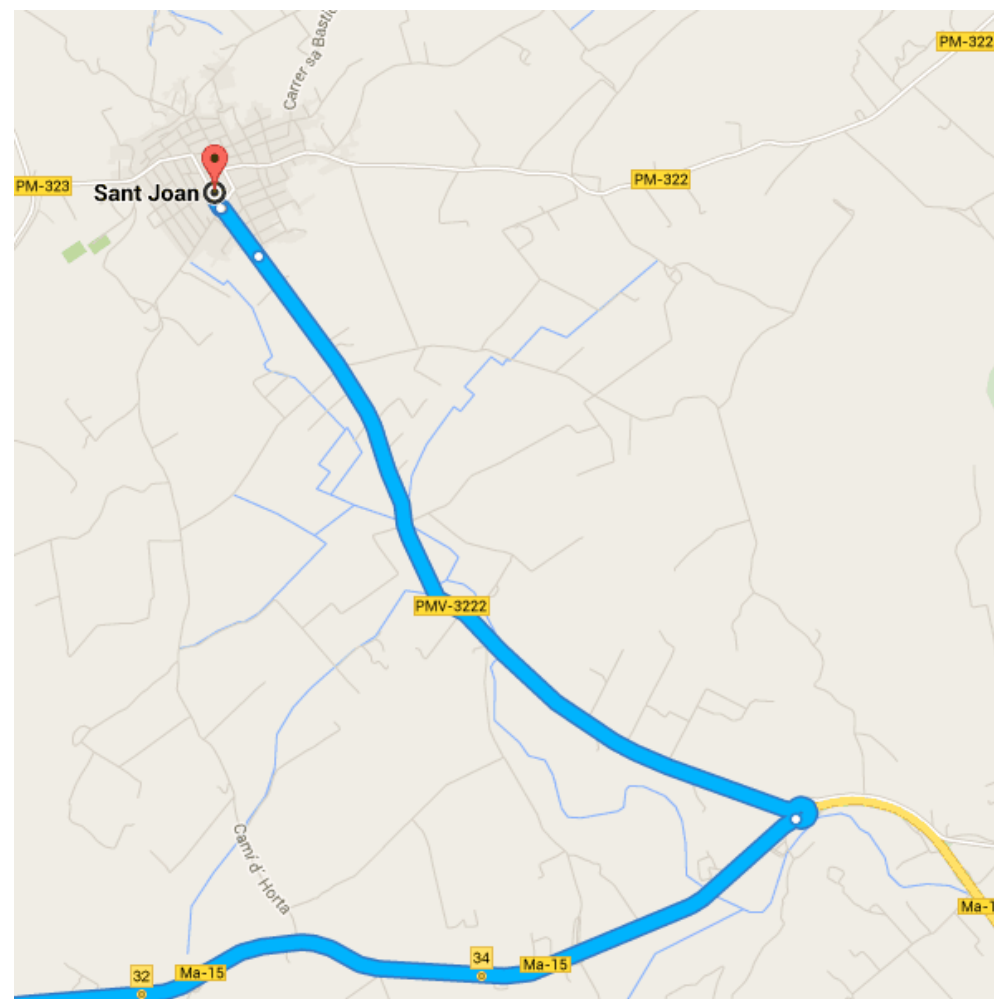 Carrer sa Bastic
PM-322
PM-323
Sant Joan
PM-322
PMV-3222
Camí d´ Horta
Ma-1
34
Ma-15
32
Ma-15